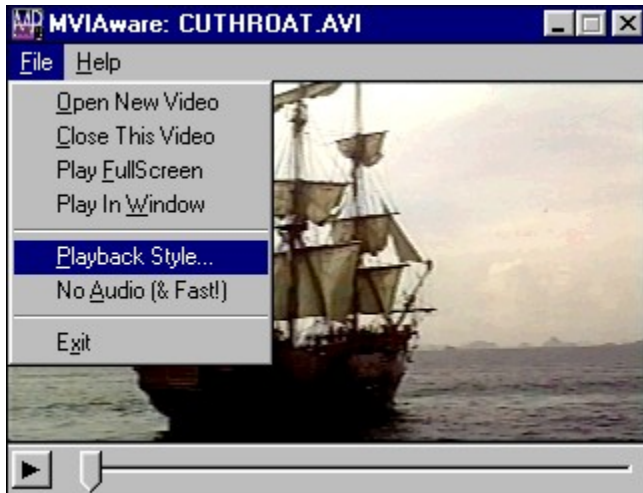 MVIAware: CUTHROAT.AVI
File Help
Open New Video
Close This Video
Play FullScreen
Play In Window
Playback Style...
No Audio (& Fast!)
Exit